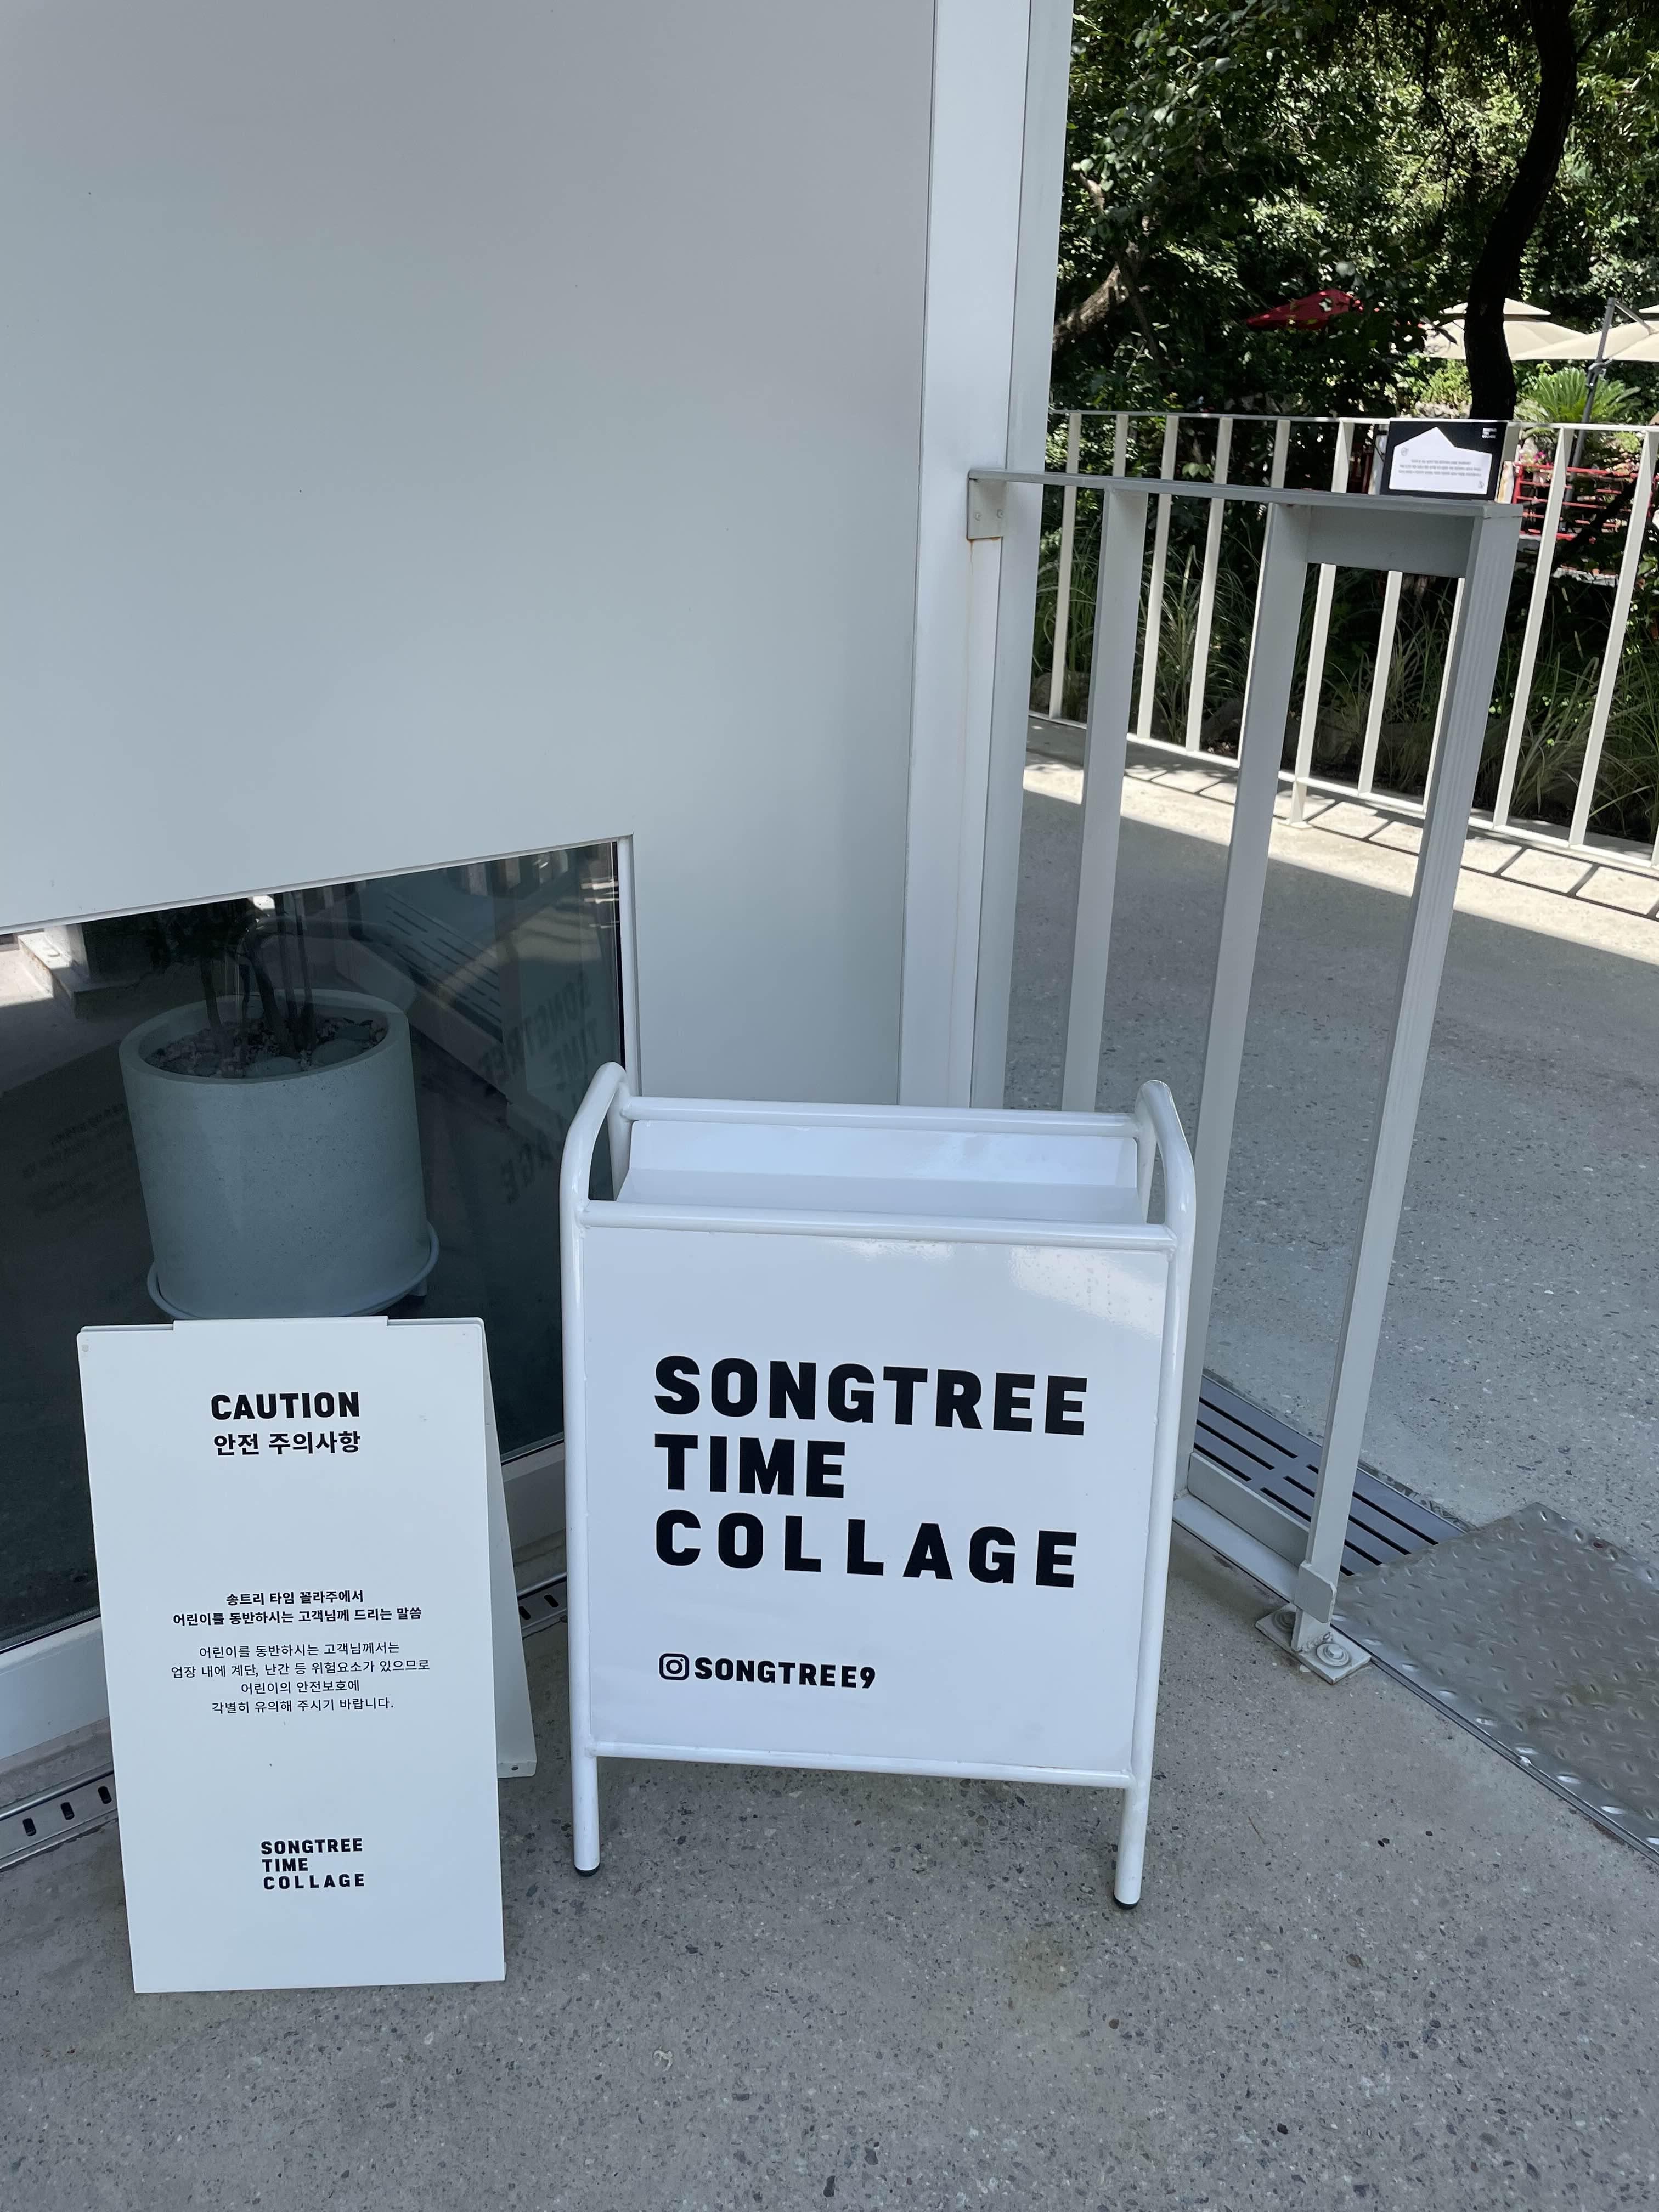 CAUTION
안전 주의사항
송트리 타임 꼴라주에서
어린이를 동반하시는 고객님께 드리는 말씀
어린이를 동반하시는 고객님께서는
업장 내에 계단, 난간 등 위험요소가 있으므로
어린이의 안전보호에
각별히 유의해 주시기 바랍니다.
SONGTREE
TIME
COLLAGE
SONGTREE
TIME
COLLAGE
SONGTREE9